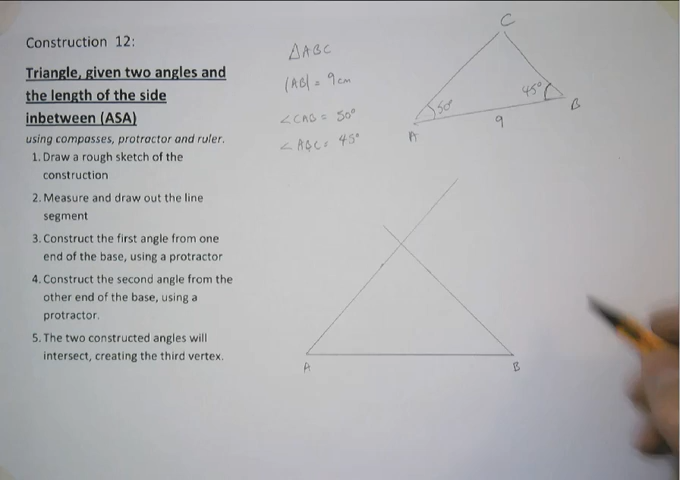 Construction 12:
Triangle, given two angles and
the length of the side
inbetween (ASA)
using compasses, protractor and ruler.
1. Draw a rough sketch of the
construction
2. Measure and draw out the line
segment
3. Construct the first angle from one
end of the base, using a protractor
4. Construct the second angle from the
other end of the base, using a
protractor.
5. The two constructed angles will
intersect, creating the third vertex.
△ABC
|AB| = 9cm
∠CAB = 50°
∠ABC = 45°
C
50°
45°
A
B
9
A
B